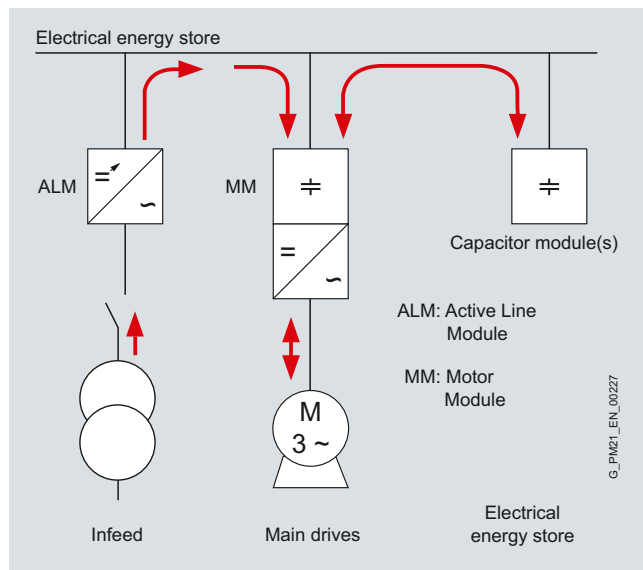 Electrical energy store
ALM
=
~
MM
=
~
Capacitor module(s)
ALM: Active Line
Module
MM: Motor
Module
M
3 ~
G_PM21_EN_00227
Infeed
Main drives
Electrical
energy store